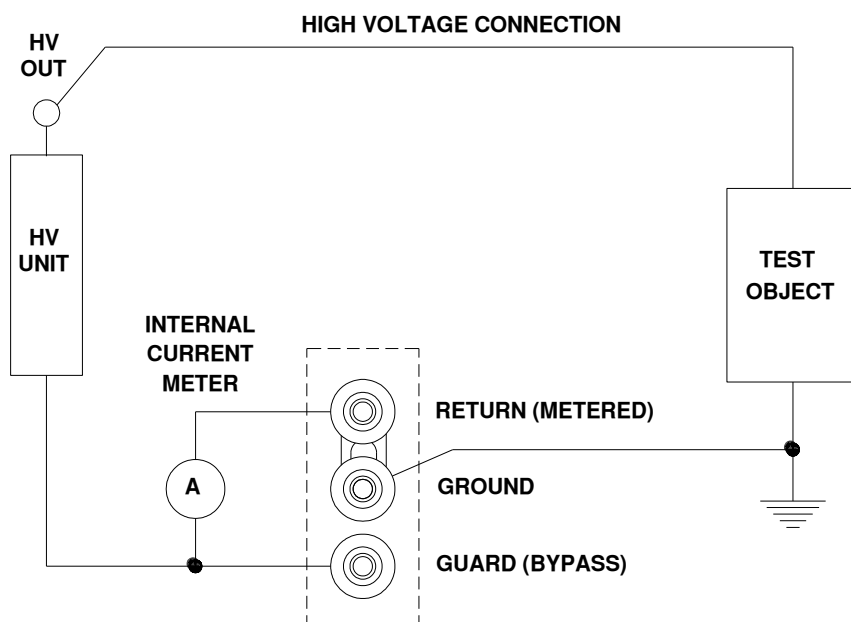 HIGH VOLTAGE CONNECTION
HV
OUT
HV
UNIT
TEST
OBJECT
INTERNAL
CURRENT
METER
RETURN (METERED)
A
GROUND
GUARD (BYPASS)